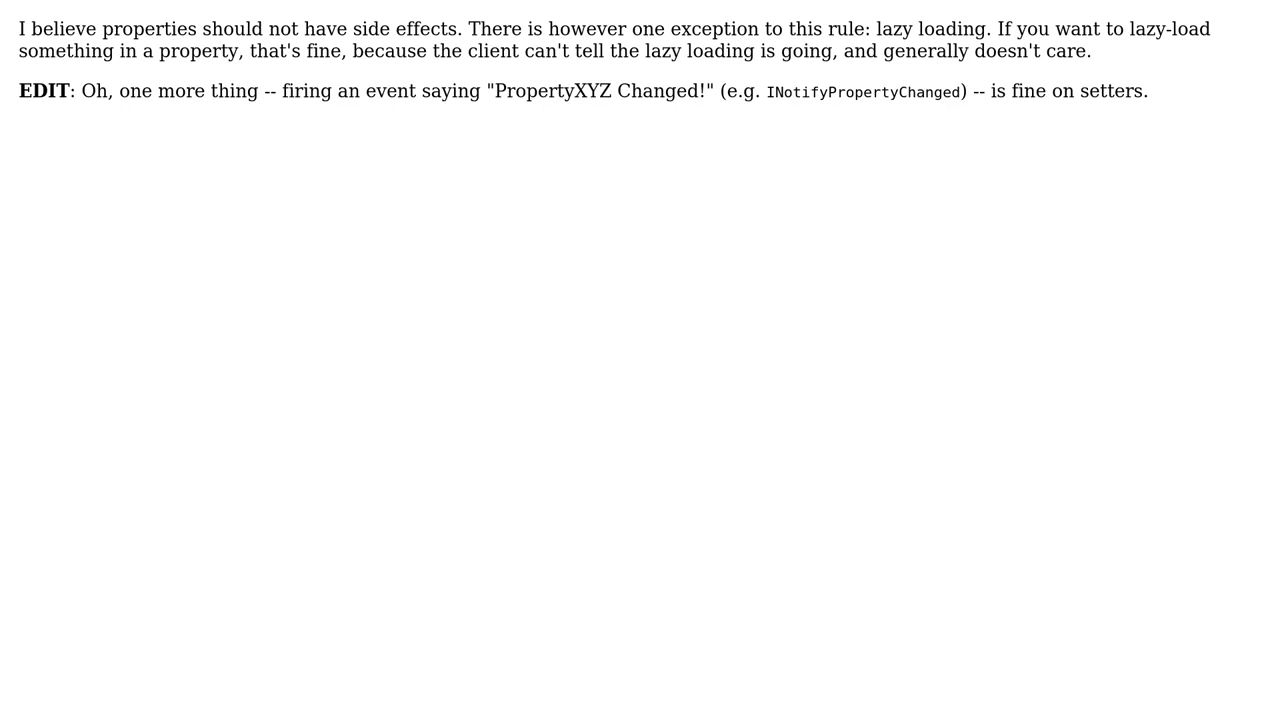 I believe properties should not have side effects. There is however one exception to this rule: lazy loading. If you want to lazy-load
something in a property, that's fine, because the client can't tell the lazy loading is going, and generally doesn't care.
EDIT: Oh, one more thing -- firing an event saying "PropertyXYZ Changed!" (e.g. INotifyPropertyChanged) -- is fine on setters.